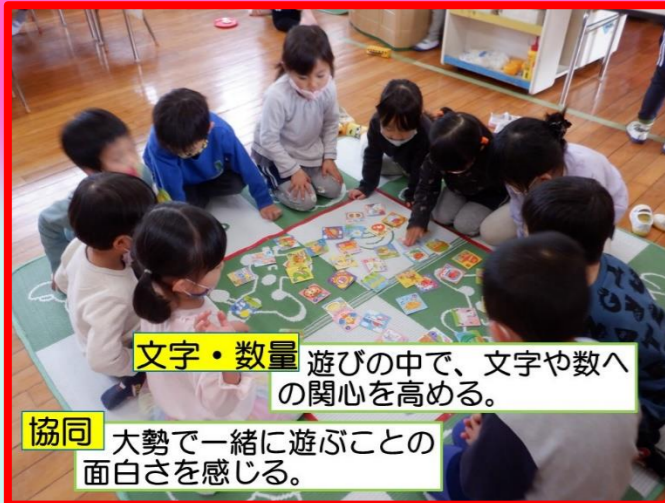 文字・数量
遊びの中で、文字や数へ
の関心を高める。
協同
大勢で一緒に遊ぶことの
面白さを感じる。